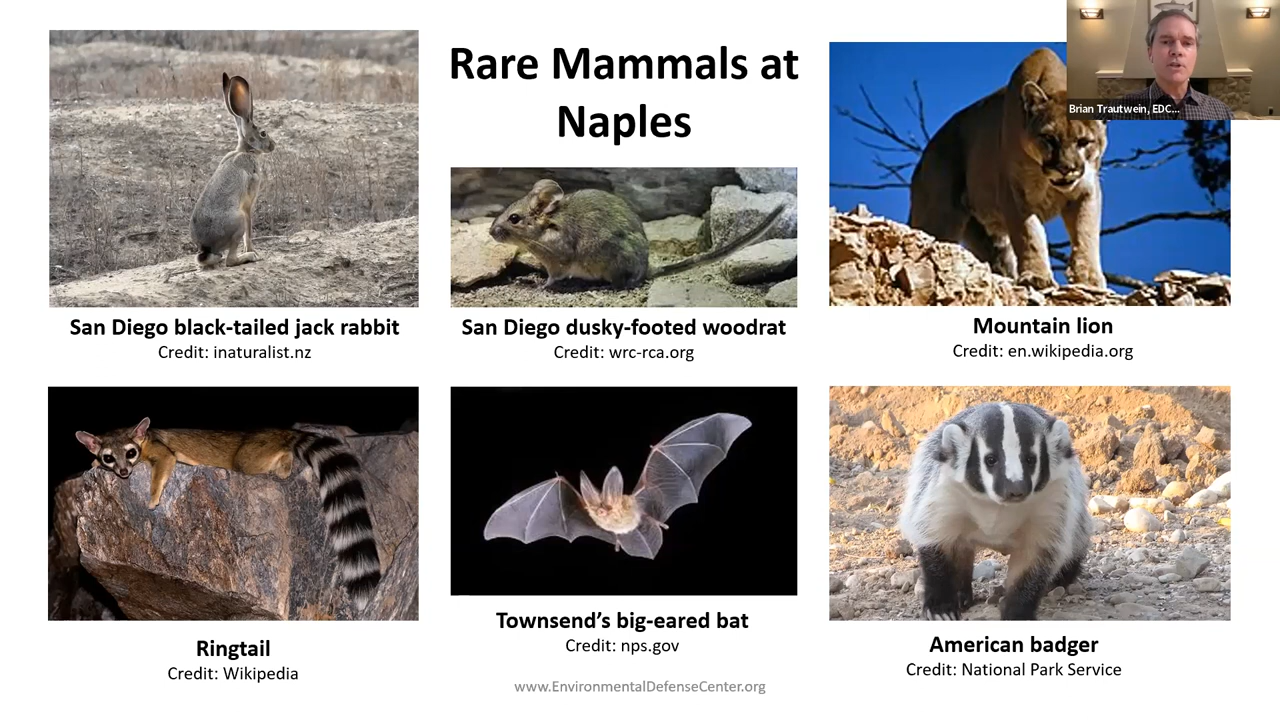 Rare Mammals at
Naples
Brian Trautwein, EDC...
San Diego black-tailed jack rabbit
Credit: inaturalist.nz
San Diego dusky-footed woodrat
Credit: wrc-rca.org
Mountain lion
Credit: en.wikipedia.org
Ringtail
Credit: Wikipedia
Townsend’s big-eared bat
Credit: nps.gov
American badger
Credit: National Park Service
www.EnvironmentalDefenseCenter.org